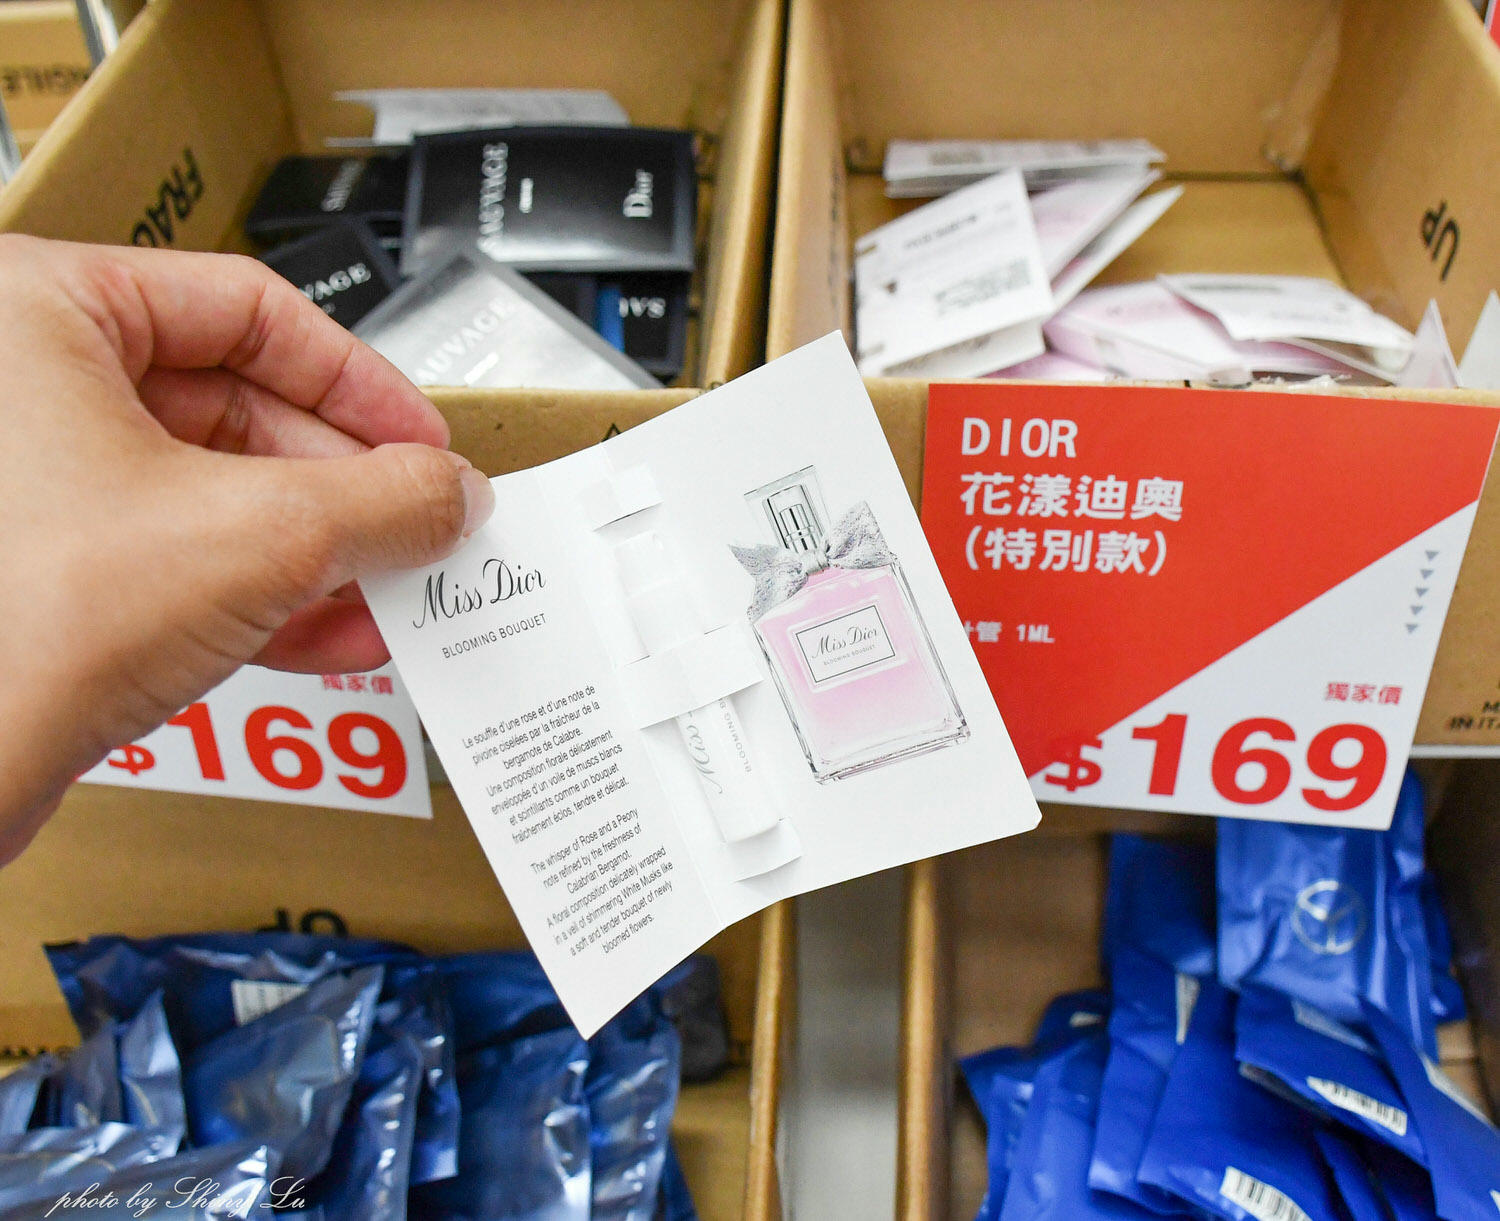 FRAGILE
SAUVAGE
Dior
SAUVAGE
UP
Miss Dior
BLOOMING BOUQUET
Le souffle d'une rose et d'une note de
pivoine ciselées par la fraîcheur de la
bergamote de Calabre.
Une composition florale délicatement
enveloppée d'un voile de muscs blancs
et scintillants comme un bouquet
fraîchement éclos, tendre et délicat.
The whisper of Rose and a Peony
note refined by the freshness of
Calabrian Bergamot.
A floral composition delicately wrapped
in a veil of shimmering White Musks like
a soft and tender bouquet of newly
bloomed flowers.
Miss Dior
BLOOMING BOUQUET
DIOR
花漾迪奧
(特別款)
管 1ML
獨家價
$169
獨家價
$169
UP
photo by Shiny Lu